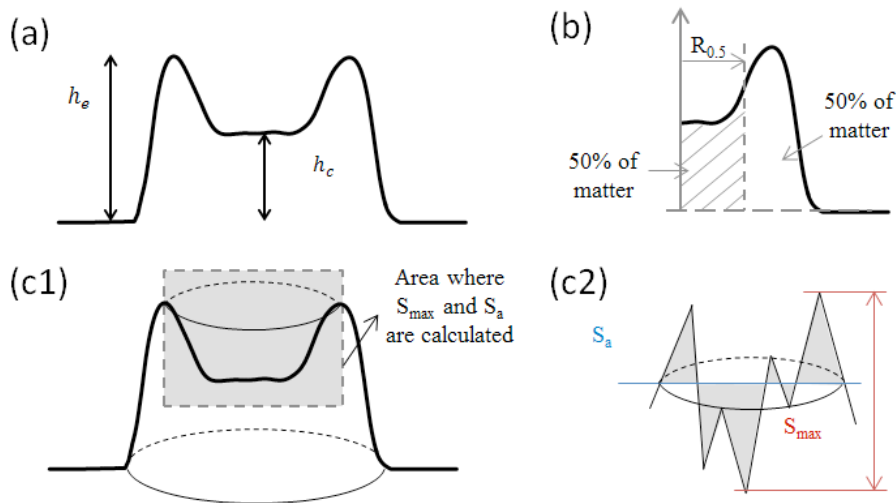 (a)
h_e
h_c
(b)
R_0.5
50% of
matter
50% of
matter
(c1)
Area where
S_max and S_a
are calculated
(c2)
S_a
S_max